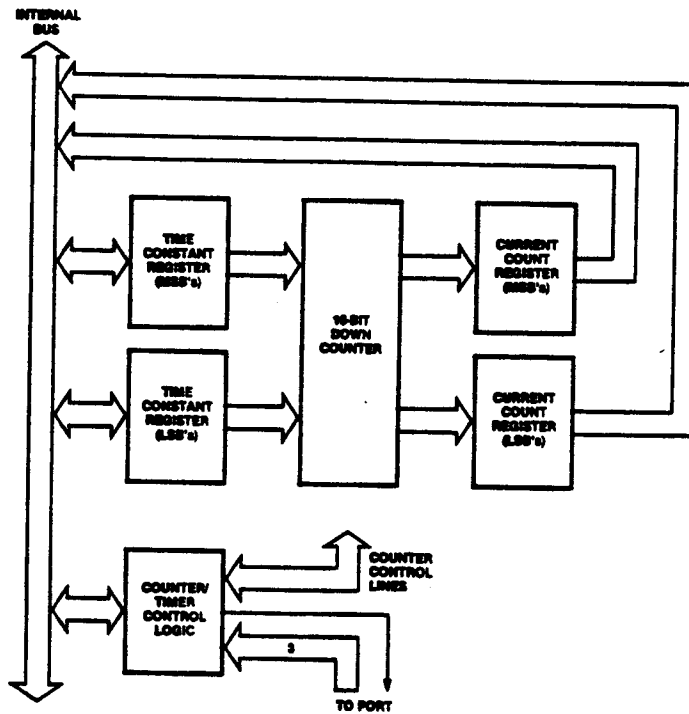 INTERNAL
BUS
TIME
CONSTANT
REGISTER
(MSB's)
16-BIT
DOWN
COUNTER
CURRENT
COUNT
REGISTER
(MSB's)
TIME
CONSTANT
REGISTER
(LSB's)
CURRENT
COUNT
REGISTER
(LSB's)
COUNTER
CONTROL
LINES
COUNTER/
TIMER
CONTROL
LOGIC
3
TO PORT